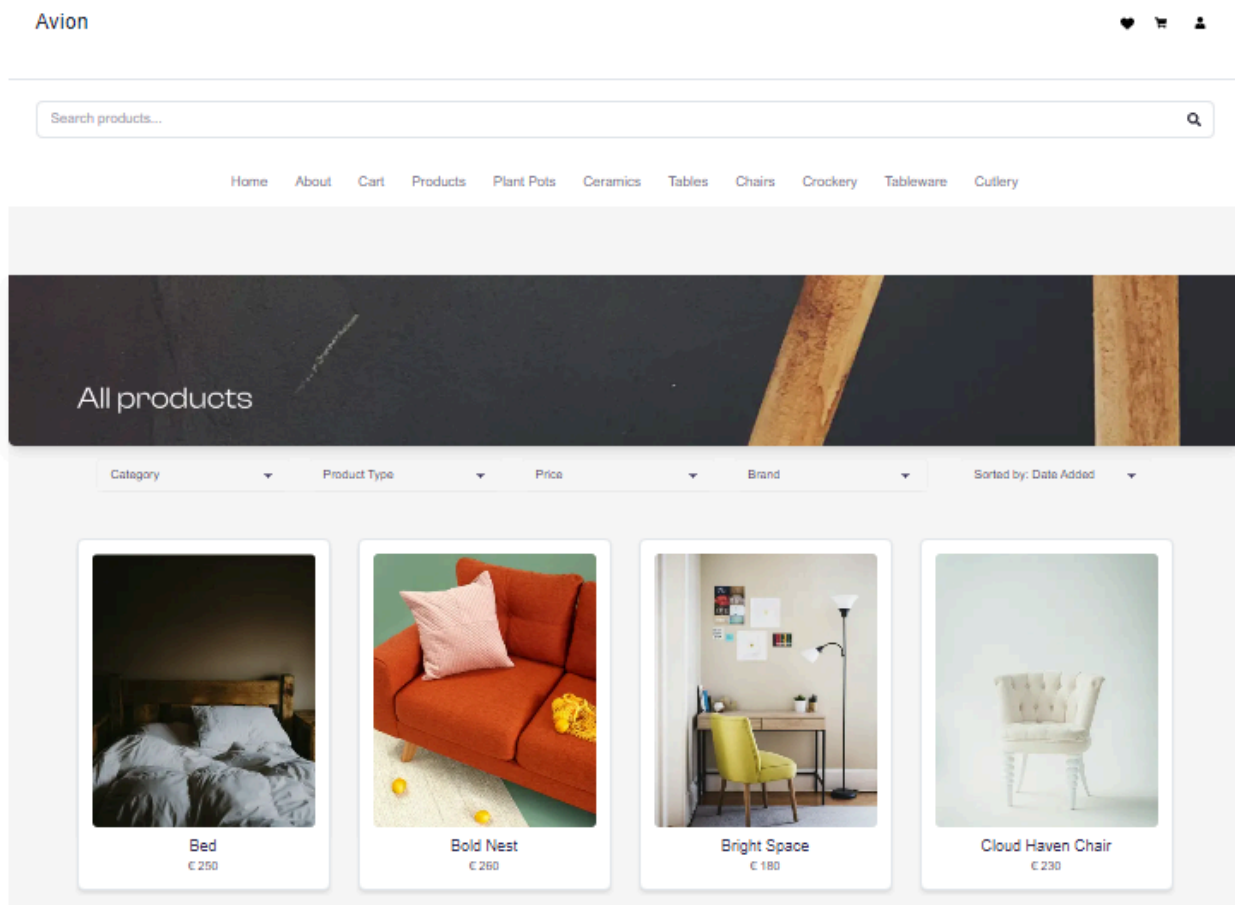 Avion
Search products...
Home About Cart Products Plant Pots Ceramics Tables Chairs Crockery Tableware Cutlery
All products
Category Product Type Price Brand Sorted by: Date Added
Bed Bold Nest Bright Space Cloud Haven Chair
€ 250 € 260 € 180 € 230